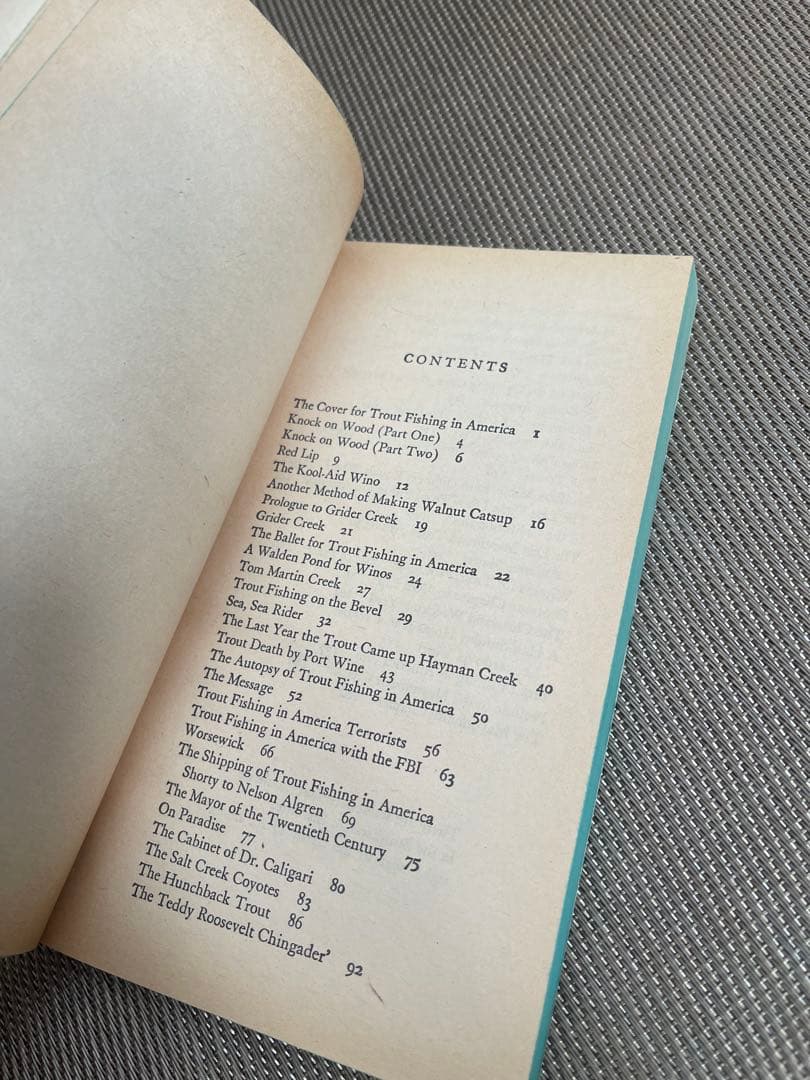 CONTENTS
The Cover for Trout Fishing in America 1
Knock on Wood (Part One) 4
Knock on Wood (Part Two) 6
Red Lip 9
The Kool-Aid Wino 12
Another Method of Making Walnut Catsup 16
Prologue to Grider Creek 19
Grider Creek 21
The Ballet for Trout Fishing in America 22
A Walden Pond for Winos 24
Tom Martin Creek 27
Trout Fishing on the Bevel 29
Sea, Sea Rider 32
The Last Year the Trout Came up Hayman Creek 40
Trout Death by Port Wine 43
The Autopsy of Trout Fishing in America 50
The Message 52
Trout Fishing in America Terrorists 56
Trout Fishing in America with the FBI 63
Worsewick 66
The Shipping of Trout Fishing in America
Shorty to Nelson Algren 69
The Mayor of the Twentieth Century 75
On Paradise 77
The Cabinet of Dr. Caligari 80
The Salt Creek Coyotes 83
The Hunchback Trout 86
The Teddy Roosevelt Chingader' 92